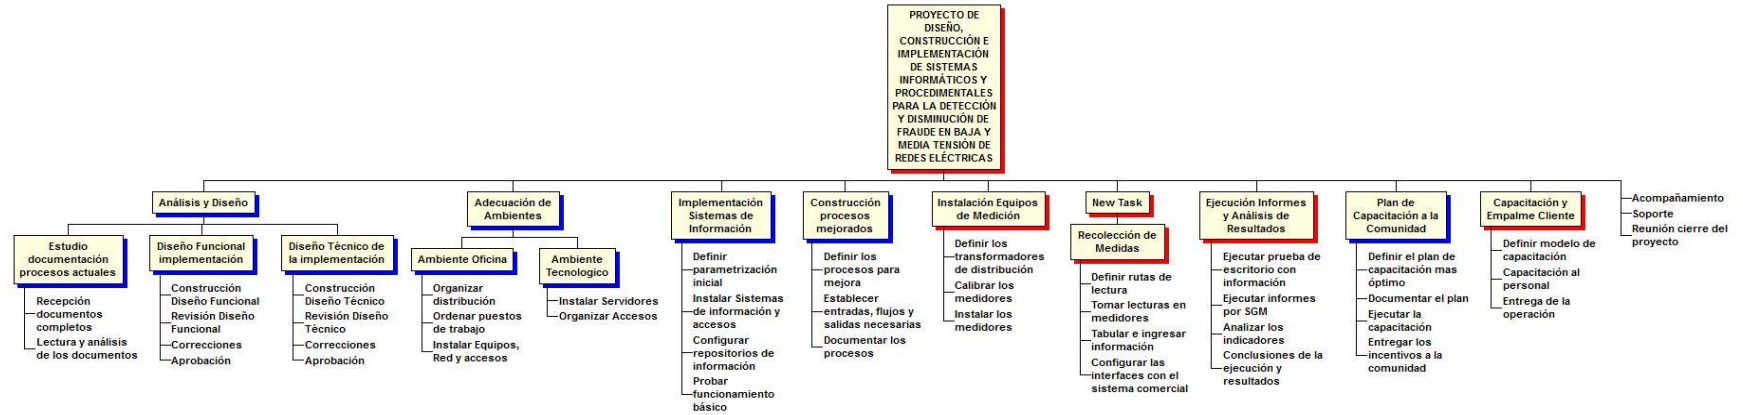 PROYECTO DE
DISEÑO,
CONSTRUCCIÓN E
IMPLEMENTACIÓN
DE SISTEMAS
INFORMÁTICOS Y
PROCEDIMENTALES
PARA LA DETECCIÓN
Y DISMINUCIÓN DE
FRAUDE EN BAJA Y
MEDIA TENSIÓN DE
REDES ELÉCTRICAS
Análisis y Diseño
Estudio
documentación
procesos actuales
Recepción
documentos
completos
Lectura y análisis
de los documentos
Diseño Funcional
implementación
Construcción
Diseño Funcional
Revisión Diseño
Funcional
Correcciones
Aprobación
Diseño Técnico de
la implementación
Construcción
Diseño Técnico
Revisión Diseño
Técnico
Correcciones
Aprobación
Adecuación de
Ambientes
Ambiente Oficina
Organizar
distribución
Ordenar puestos
de trabajo
Instalar Equipos,
Red y accesos
Ambiente
Tecnologico
Instalar Servidores
Organizar Accesos
Implementación
Sistemas de
Información
Definir
parametrización
inicial
Instalar Sistemas
de información y
accesos
Configurar
repositorios de
información
Probar
funcionamiento
básico
Construcción
procesos
mejorados
Definir los
procesos para
mejora
Establecer
entradas, flujos y
salidas necesarias
Documentar los
procesos
Instalación Equipos
de Medición
Definir los
transformadores
de distribución
Calibrar los
medidores
Instalar los
medidores
New Task
Recolección de
Medidas
Definir rutas de
lectura
Tomar lecturas en
medidores
Tabular e ingresar
información
Configurar las
interfaces con el
sistema comercial
Ejecución Informes
y Análisis de
Resultados
Ejecutar prueba de
escritorio con
información
Ejecutar informes
por SGM
Analizar los
indicadores
Conclusiones de la
ejecución y
resultados
Plan de
Capacitación a la
Comunidad
Definir el plan de
capacitación mas
óptimo
Documentar el plan
Ejecutar la
capacitación
Entregar los
incentivos a la
comunidad
Capacitación y
Empalme Cliente
Definir modelo de
capacitación
Capacitación al
personal
Entrega de la
operación
Acompañamiento
Soporte
Reunión cierre del
proyecto